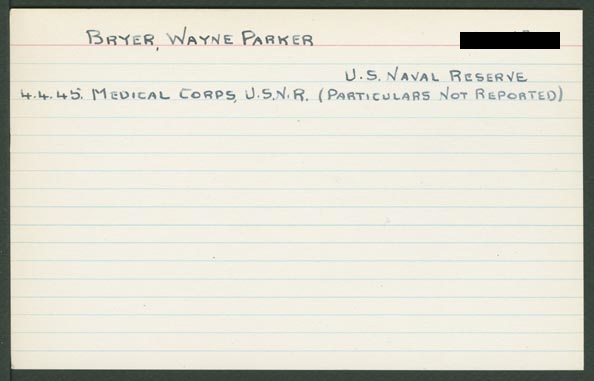 BRYER, WAYNE PARKER
U.S. NAVAL RESERVE
4.4.45. MEDICAL CORPS, U.S.N.R. (PARTICULARS NOT REPORTED)